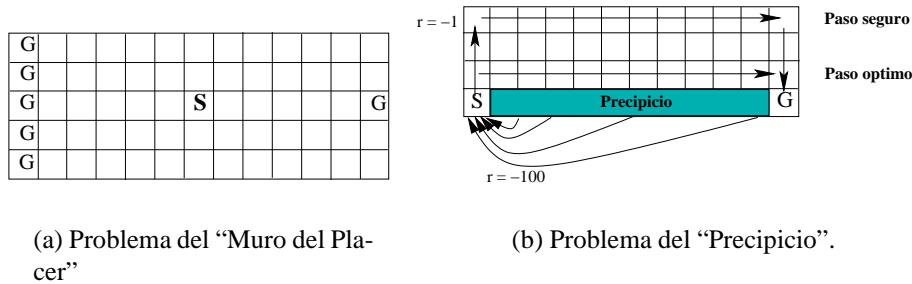 G
G
G
S
G
G
G
r = −1
Paso seguro
Paso optimo
S
Precipicio
G
r = −100
(a) Problema del “Muro del Pla-
cer”
(b) Problema del “Precipicio”.